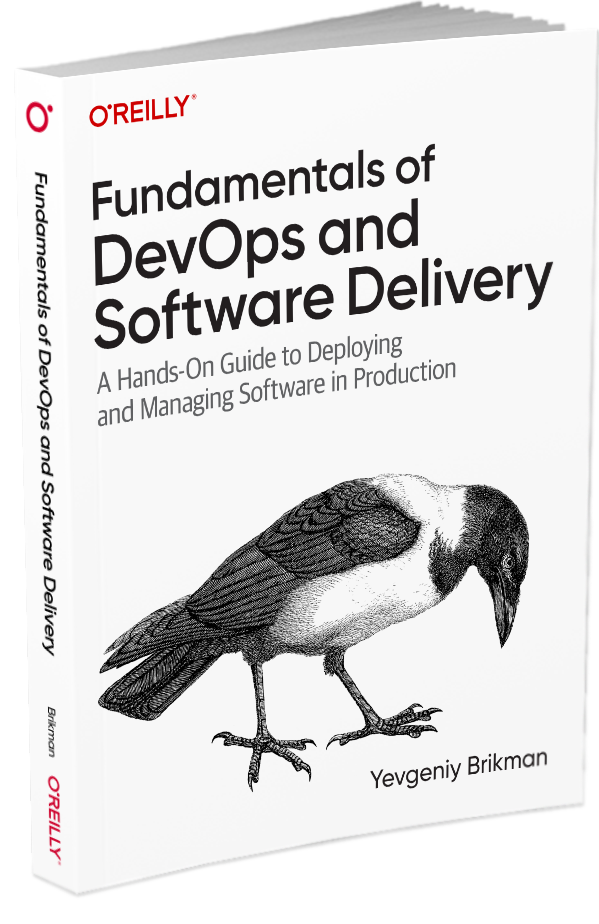 O'REILLY®
Fundamentals of
DevOps and
Software Delivery
A Hands-On Guide to Deploying
and Managing Software in Production
Yevgeniy Brikman
Fundamentals of DevOps and Software Delivery
Brikman
O'REILLY®